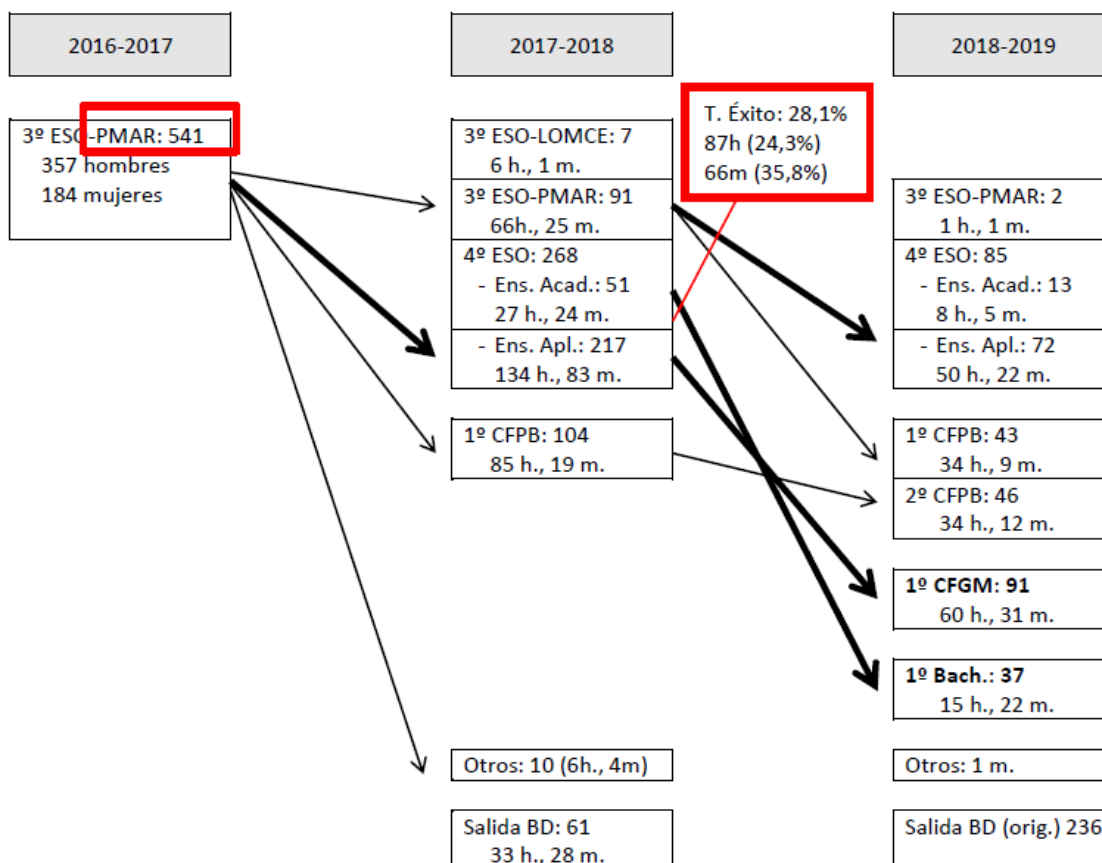 2016-2017
2017-2018
2018-2019
3º ESO-PMAR: 541
357 hombres
184 mujeres
3º ESO-LOMCE: 7
6 h., 1 m.
3º ESO-PMAR: 91
66h., 25 m.
4º ESO: 268
- Ens. Acad.: 51
27 h., 24 m.
- Ens. Apl.: 217
134 h., 83 m.
1º CFPB: 104
85 h., 19 m.
Otros: 10 (6h., 4m)
Salida BD: 61
33 h., 28 m.
T. Éxito: 28,1%
87h (24,3%)
66m (35,8%)
3º ESO-PMAR: 2
1 h., 1 m.
4º ESO: 85
- Ens. Acad.: 13
8 h., 5 m.
- Ens. Apl.: 72
50 h., 22 m.
1º CFPB: 43
34 h., 9 m.
2º CFPB: 46
34 h., 12 m.
1º CFGM: 91
60 h., 31 m.
1º Bach.: 37
15 h., 22 m.
Otros: 1 m.
Salida BD (orig.) 236